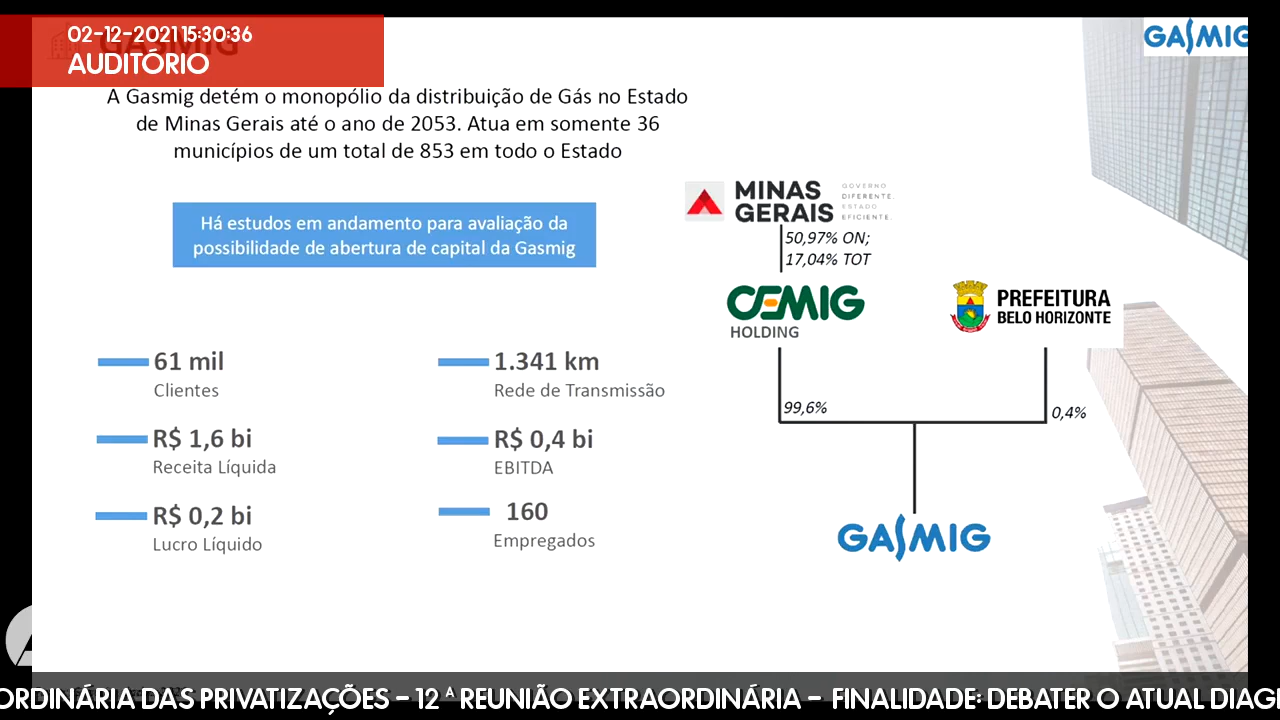 02-12-2021 15:30:36
AUDITÓRIO
GASMIG
GASMIG
A Gasmig detém o monopólio da distribuição de Gás no Estado
de Minas Gerais até o ano de 2053. Atua em somente 36
municípios de um total de 853 em todo o Estado
Há estudos em andamento para avaliação da
possibilidade de abertura de capital da Gasmig
MINAS
GERAIS
GOVERNO
DIFERENTE.
ESTADO
EFICIENTE.
50,97% ON;
17,04% TOT
CEMIG
HOLDING
PREFEITURA
BELO HORIZONTE
99,6%
0,4%
GASMIG
61 mil
Clientes
1.341 km
Rede de Transmissão
R$ 1,6 bi
Receita Líquida
R$ 0,4 bi
EBITDA
R$ 0,2 bi
Lucro Líquido
160
Empregados
ORDINÁRIA DAS PRIVATIZAÇÕES - 12 ª REUNIÃO EXTRAORDINÁRIA - FINALIDADE: DEBATER O ATUAL DIAG